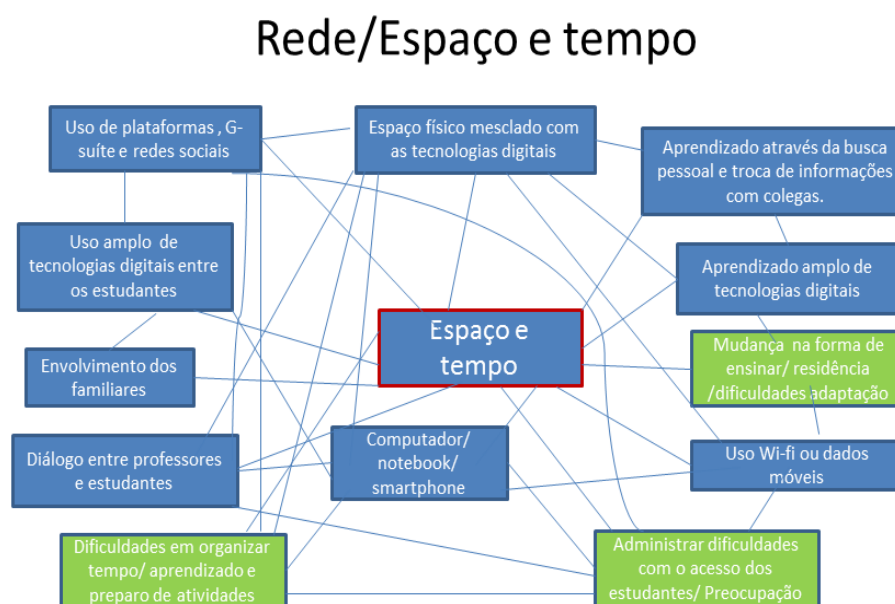 Rede/Espaço e tempo
Uso de plataformas , G-
suíte e redes sociais
Espaço físico mesclado com
as tecnologias digitais
Aprendizado através da busca
pessoal e troca de informações
com colegas.
Uso amplo de
tecnologias digitais entre
os estudantes
Aprendizado amplo de
tecnologias digitais
Espaço e
tempo
Mudança na forma de
ensinar/ residência
/dificuldades adaptação
Envolvimento dos
familiares
Diálogo entre professores
e estudantes
Computador/
notebook/
smartphone
Uso Wi-fi ou dados
móveis
Dificuldades em organizar
tempo/ aprendizado e
preparo de atividades
Administrar dificuldades
com o acesso dos
estudantes/ Preocupação